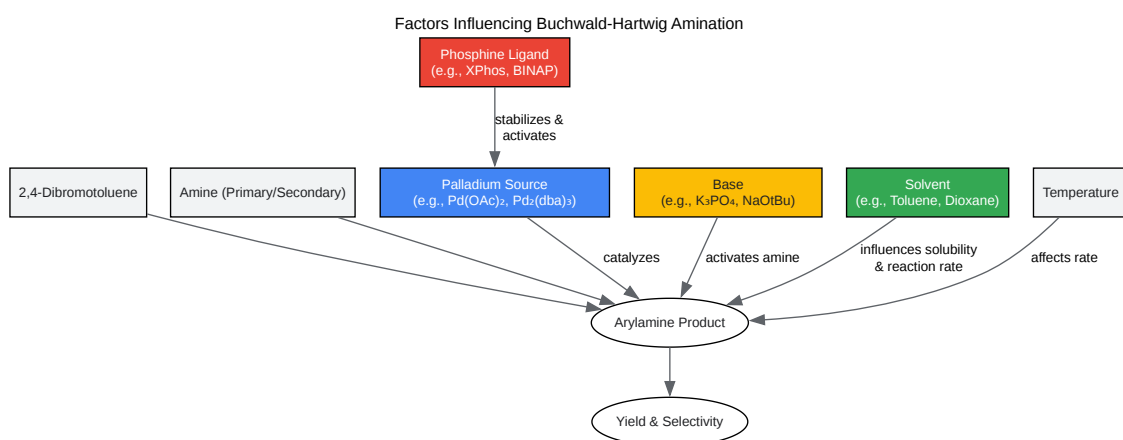 Factors Influencing Buchwald-Hartwig Amination
Phosphine Ligand
(e.g., XPhos, BINAP)
stabilizes &
activates
2,4-Dibromotoluene
Amine (Primary/Secondary)
Palladium Source
(e.g., Pd(OAc)₂, Pd₂(dba)₃)
Base
(e.g., K₃PO₄, NaOtBu)
Solvent
(e.g., Toluene, Dioxane)
Temperature
catalyzes
activates amine
influences solubility
& reaction rate
affects rate
Arylamine Product
Yield & Selectivity